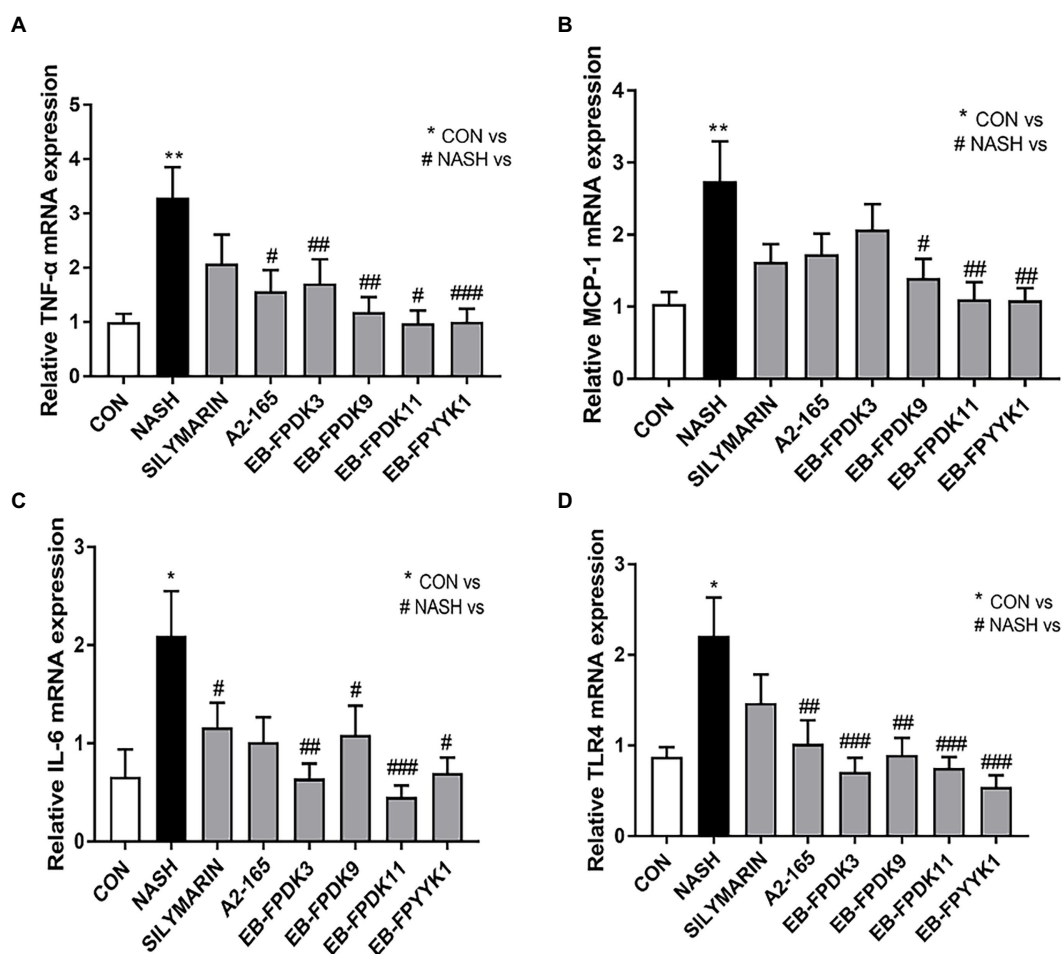 A
Relative TNF-α mRNA expression
5
4
3
2
1
0
**
#
##
##
#
###
* CON vs
# NASH vs
CON
NASH
SILYMARIN
A2-165
EB-FPDK3
EB-FPDK9
EB-FPDK11
EB-FPYYK1
B
Relative MCP-1 mRNA expression
4
3
2
1
0
**
#
##
##
* CON vs
# NASH vs
CON
NASH
SILYMARIN
A2-165
EB-FPDK3
EB-FPDK9
EB-FPDK11
EB-FPYYK1
C
Relative IL-6 mRNA expression
3
2
1
0
*
#
##
#
###
#
* CON vs
# NASH vs
CON
NASH
SILYMARIN
A2-165
EB-FPDK3
EB-FPDK9
EB-FPDK11
EB-FPYYK1
D
Relative TLR4 mRNA expression
3
2
1
0
*
##
###
##
###
###
* CON vs
# NASH vs
CON
NASH
SILYMARIN
A2-165
EB-FPDK3
EB-FPDK9
EB-FPDK11
EB-FPYYK1